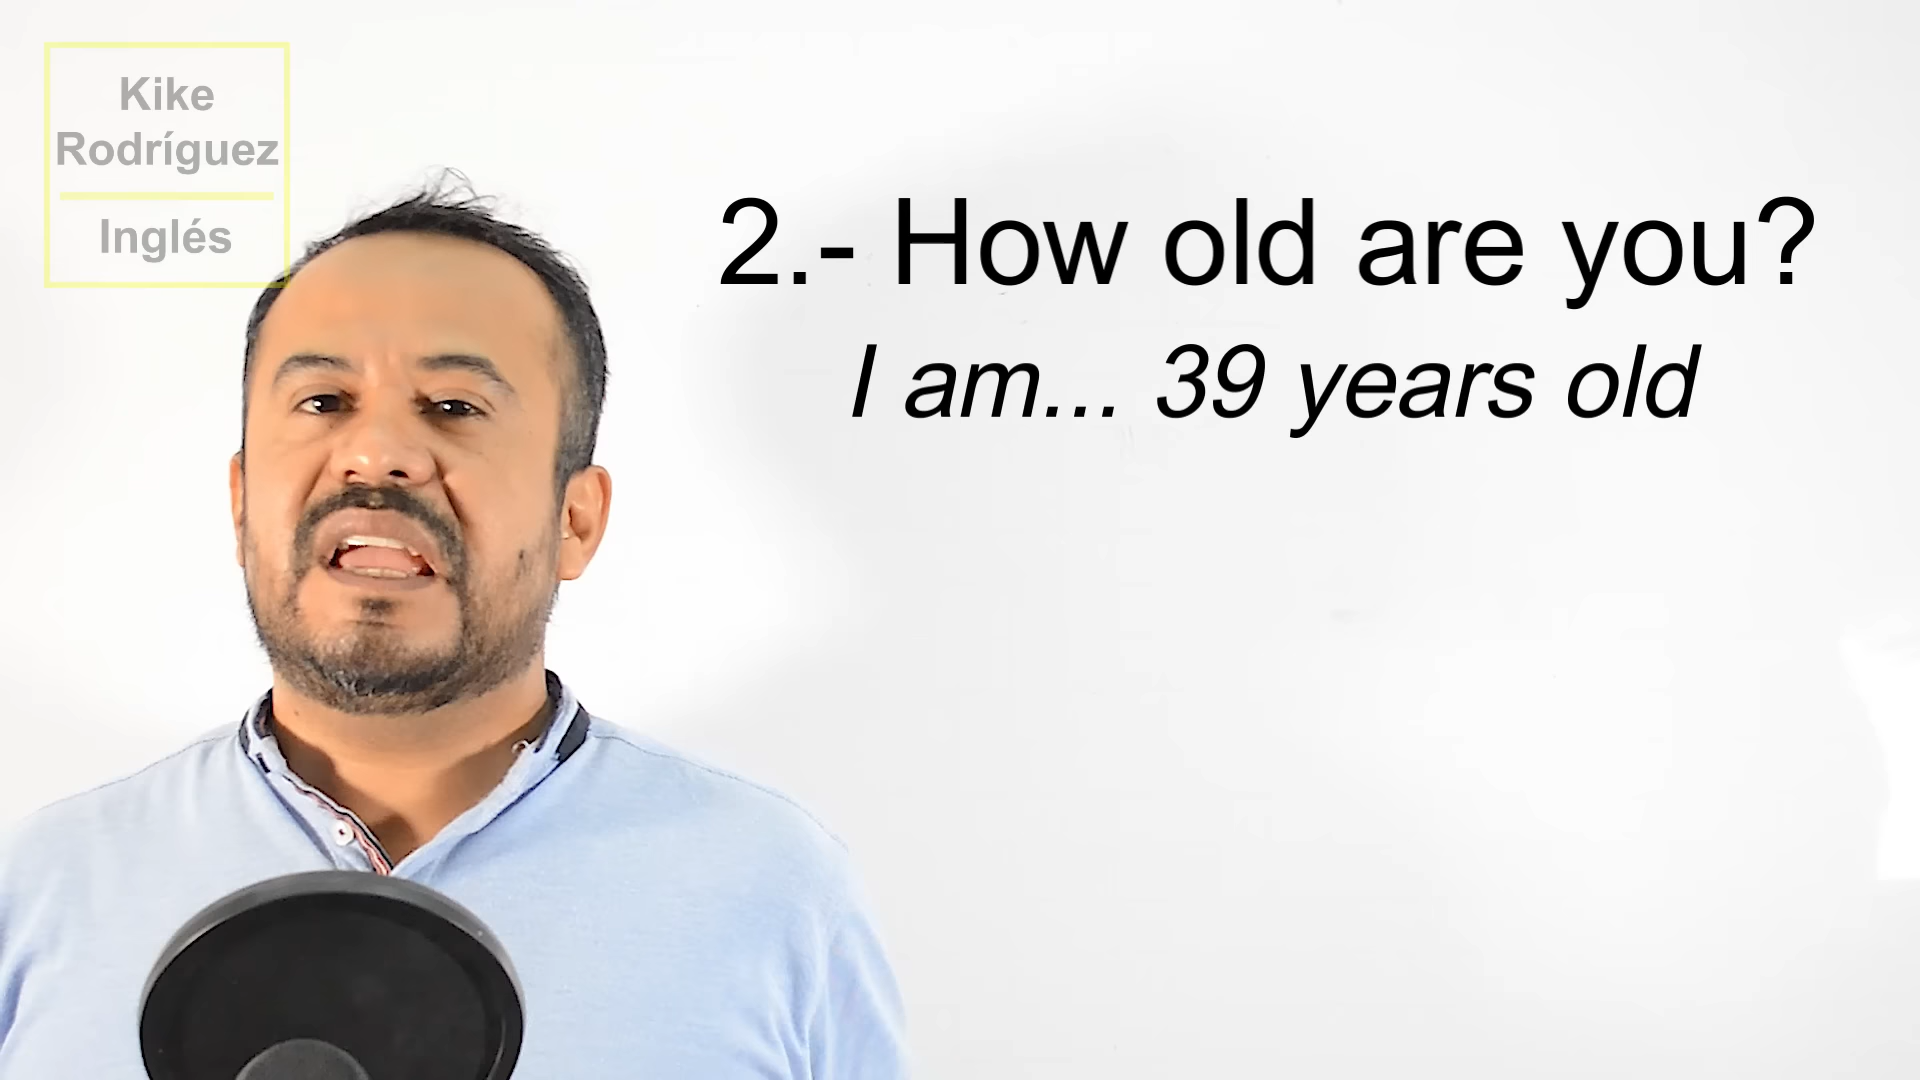 Kike
Rodríguez
Inglés
2.- How old are you?
I am... 39 years old